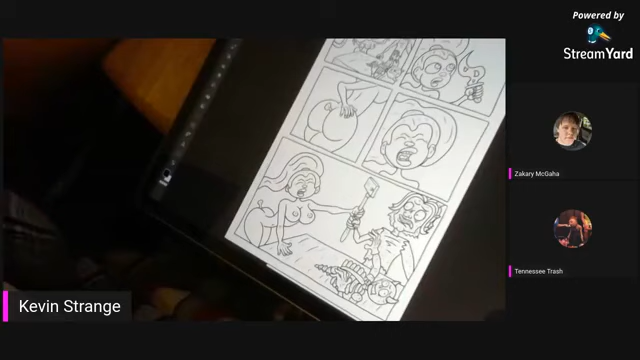 Powered by
StreamYard
Zakary McGaha
Tennessee Trash
Kevin Strange